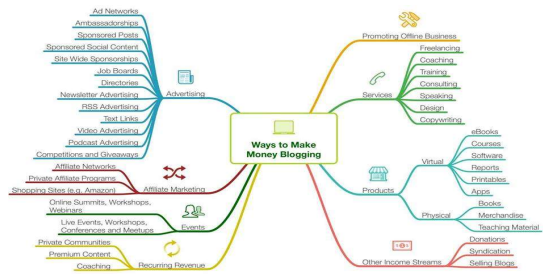 Ad Networks
Ambassadorships
Sponsored Posts
Sponsored Social Content
Site Wide Sponsorships
Job Boards
Directories
Newsletter Advertising
RSS Advertising
Text Links
Video Advertising
Podcast Advertising
Competitions and Giveaways
Advertising
Affiliate Networks
Private Affiliate Programs
Shopping Sites (e.g. Amazon)
Affiliate Marketing
Online Summits, Workshops,
Webinars
Live Events, Workshops,
Conferences and Meetups
Events
Private Communities
Premium Content
Coaching
Recurring Revenue
Ways to Make
Money Blogging
Promoting Offline Business
Services
Freelancing
Coaching
Training
Consulting
Speaking
Design
Copywriting
Products
Virtual
eBooks
Courses
Software
Reports
Printables
Apps
Physical
Books
Merchandise
Teaching Material
Other Income Streams
Donations
Syndication
Selling Blogs